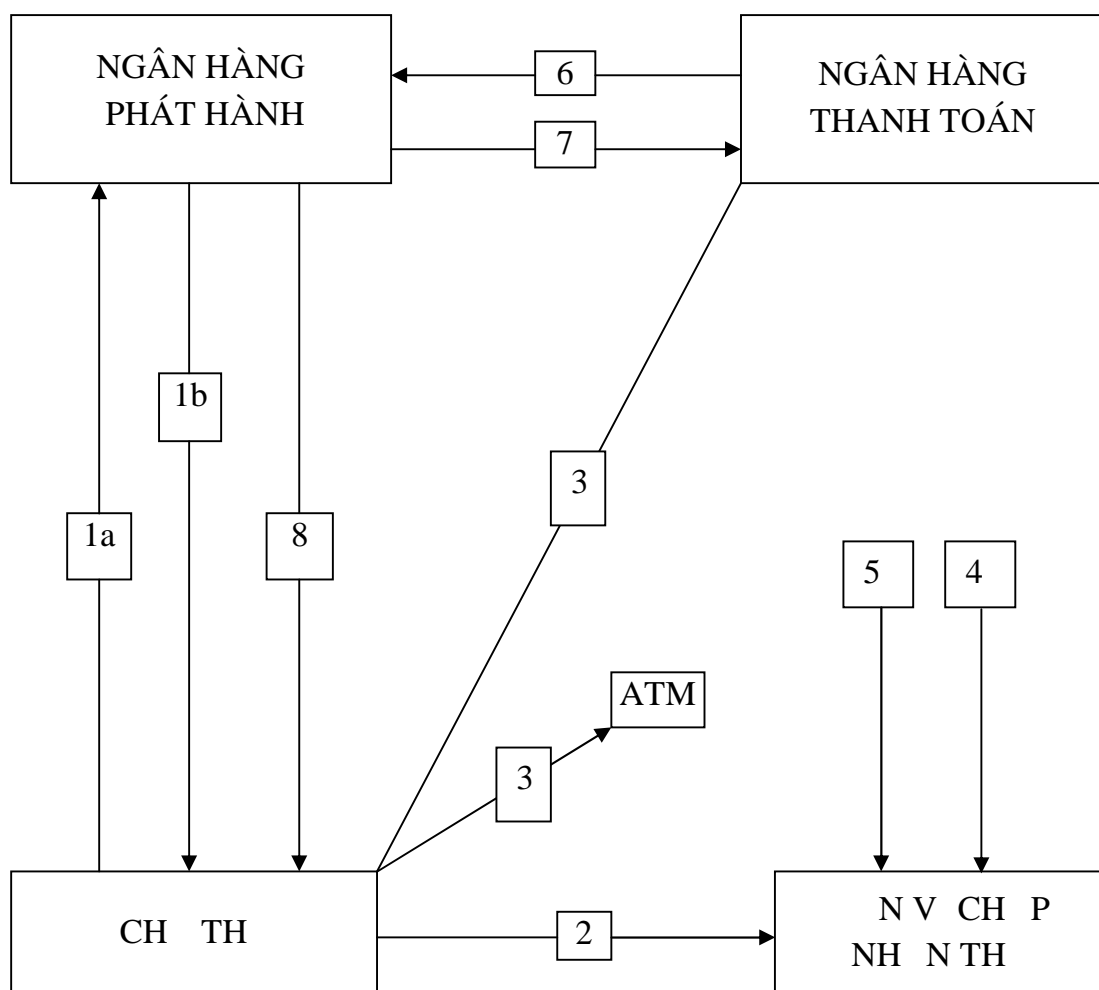 NGÂN HÀNG
PHÁT HÀNH
6
7
NGÂN HÀNG
THANH TOÁN
1b
3
1a
8
5
4
ATM
3
CH TH
2
N V CH P
NH N TH